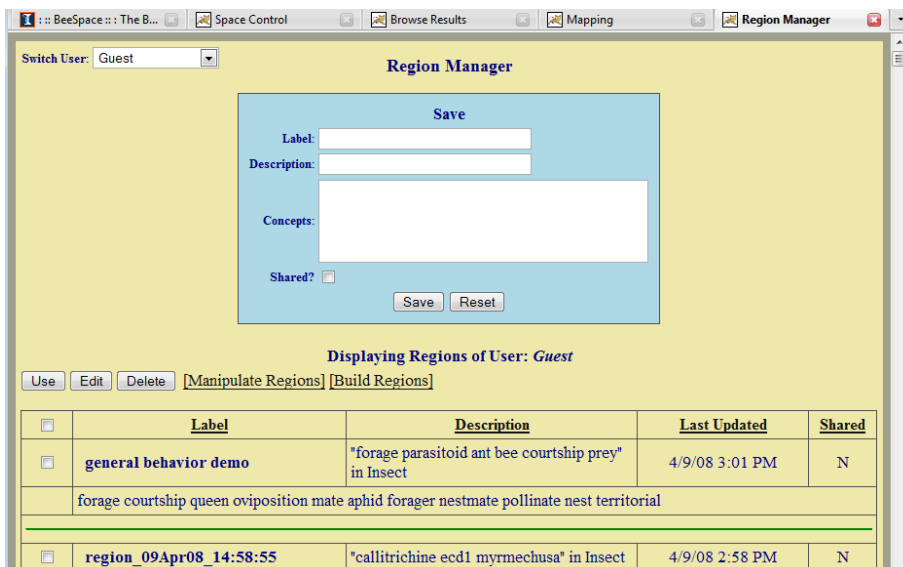 : :: BeeSpace :: : The B...
Space Control
Browse Results
Mapping
Region Manager
Switch User: Guest
Region Manager
Save
Label:
Description:
Concepts:
Shared?
Save Reset
Displaying Regions of User: Guest
Use Edit Delete [Manipulate Regions] [Build Regions]
Label Description Last Updated Shared
general behavior demo "forage parasitoid ant bee courtship prey" in Insect 4/9/08 3:01 PM N
forage courtship queen oviposition mate aphid forager nestmate pollinate nest territorial
region_09Apr08_14:58:55 "callitrichine ecd1 myrmechusa" in Insect 4/9/08 2:58 PM N